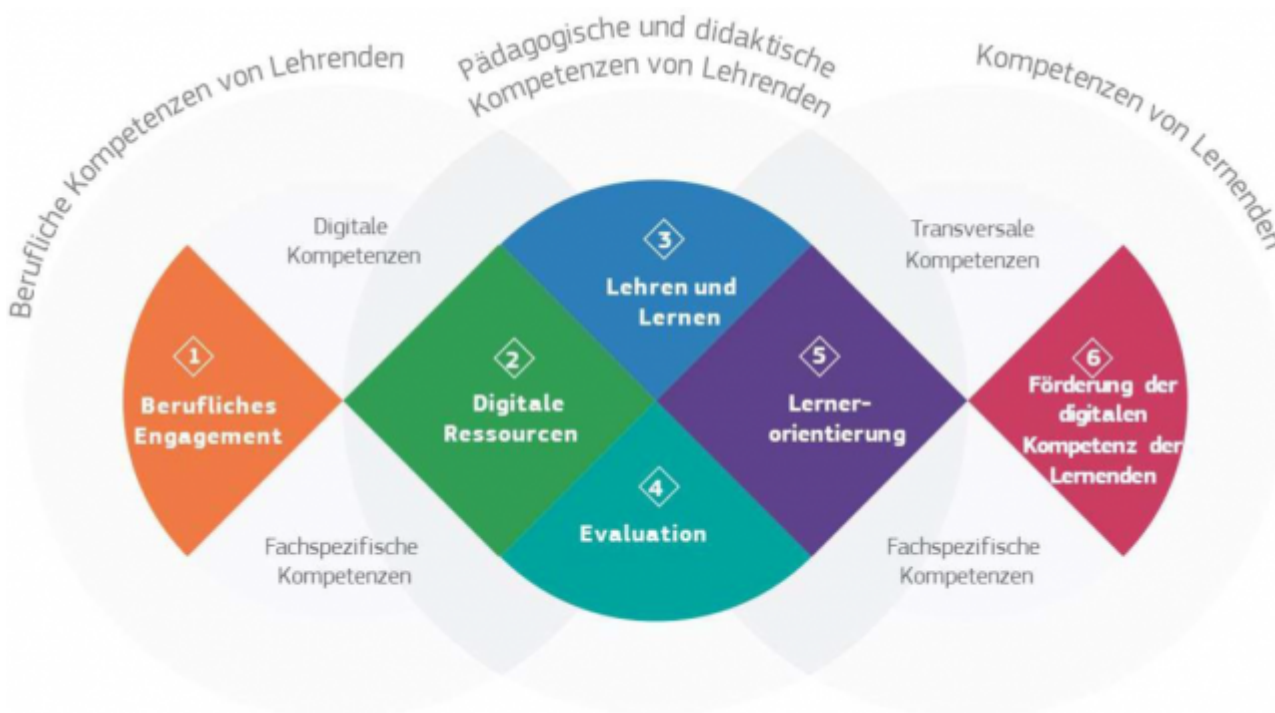 Berufliche Kompetenzen von Lehrenden
Pädagogische und didaktische
Kompetenzen von Lehrenden
Kompetenzen von Lernenden
Digitale
Kompetenzen
Transversale
Kompetenzen
1
Berufliches
Engagement
2
Digitale
Ressourcen
3
Lehren und
Lernen
4
Evaluation
5
Lerner-
orientierung
6
Förderung der
digitalen
Kompetenz der
Lernenden
Fachspezifische
Kompetenzen
Fachspezifische
Kompetenzen